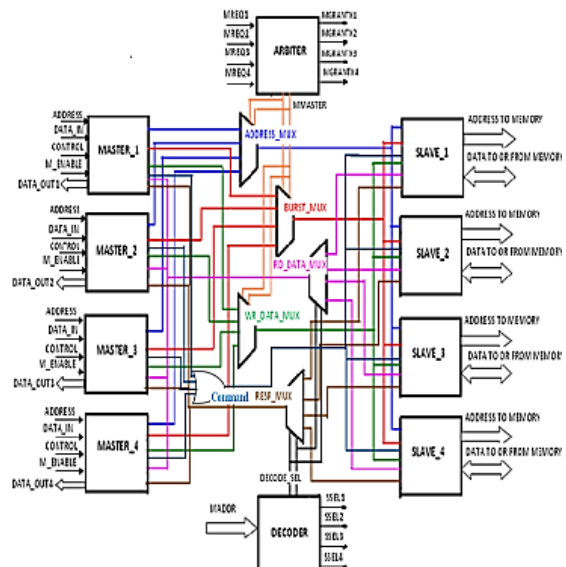 MREQ1
MREQ2
MREQ3
MREQ4
ARBITER
MGRANTX1
MGRANTX2
MGRANTX3
MGRANTX4
MMASTER
ADDRESS
DATA_IN
CONTROL
M_ENABLE
DATA_OUT1
MASTER_1
ADDRESS_MUX
SLAVE_1
ADDRESS TO MEMORY
DATA TO OR FROM MEMORY
BURST_MUX
ADDRESS
DATA_IN
CONTROL
M_ENABLE
DATA_OUT2
MASTER_2
RD_DATA_MUX
SLAVE_2
ADDRESS TO MEMORY
DATA TO OR FROM MEMORY
WR_DATA_MUX
ADDRESS
DATA_IN
CONTROL
M_ENABLE
DATA_OUT3
MASTER_3
SLAVE_3
ADDRESS TO MEMORY
DATA TO OR FROM MEMORY
Command
RESP_MUX
ADDRESS
DATA_IN
CONTROL
M_ENABLE
DATA_OUT4
MASTER_4
SLAVE_4
ADDRESS TO MEMORY
DATA TO OR FROM MEMORY
DECODE_SEL
MADDR
DECODER
SSEL1
SSEL2
SSEL3
SSEL4